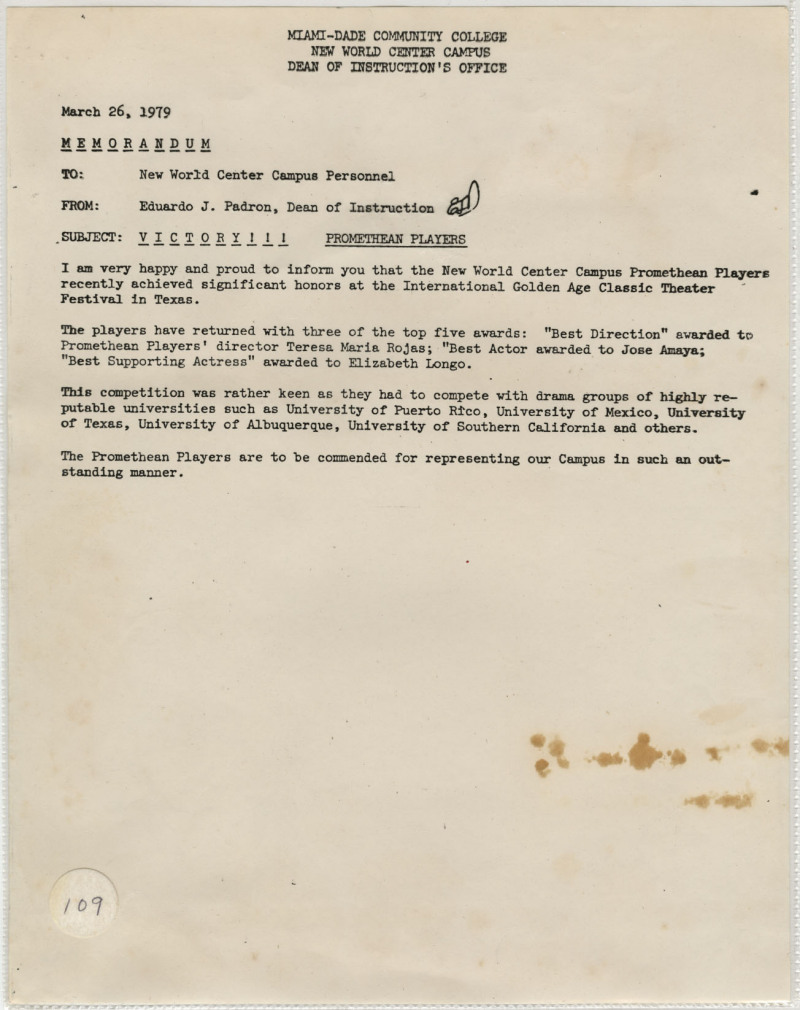 MIAMI-DADE COMMUNITY COLLEGE
NEW WORLD CENTER CAMPUS
DEAN OF INSTRUCTION'S OFFICE
March 26, 1979
M E M O R A N D U M
TO: New World Center Campus Personnel
FROM: Eduardo J. Padron, Dean of Instruction
SUBJECT: V I C T O R Y ! ! ! PROMETHEAN PLAYERS
I am very happy and proud to inform you that the New World Center Campus Promethean Players
recently achieved significant honors at the International Golden Age Classic Theater
Festival in Texas.
The players have returned with three of the top five awards: "Best Direction" awarded to
Promethean Players' director Teresa Maria Rojas; "Best Actor awarded to Jose Amaya;
"Best Supporting Actress" awarded to Elizabeth Longo.
This competition was rather keen as they had to compete with drama groups of highly re-
putable universities such as University of Puerto Rico, University of Mexico, University
of Texas, University of Albuquerque, University of Southern California and others.
The Promethean Players are to be commended for representing our Campus in such an out-
standing manner.
109